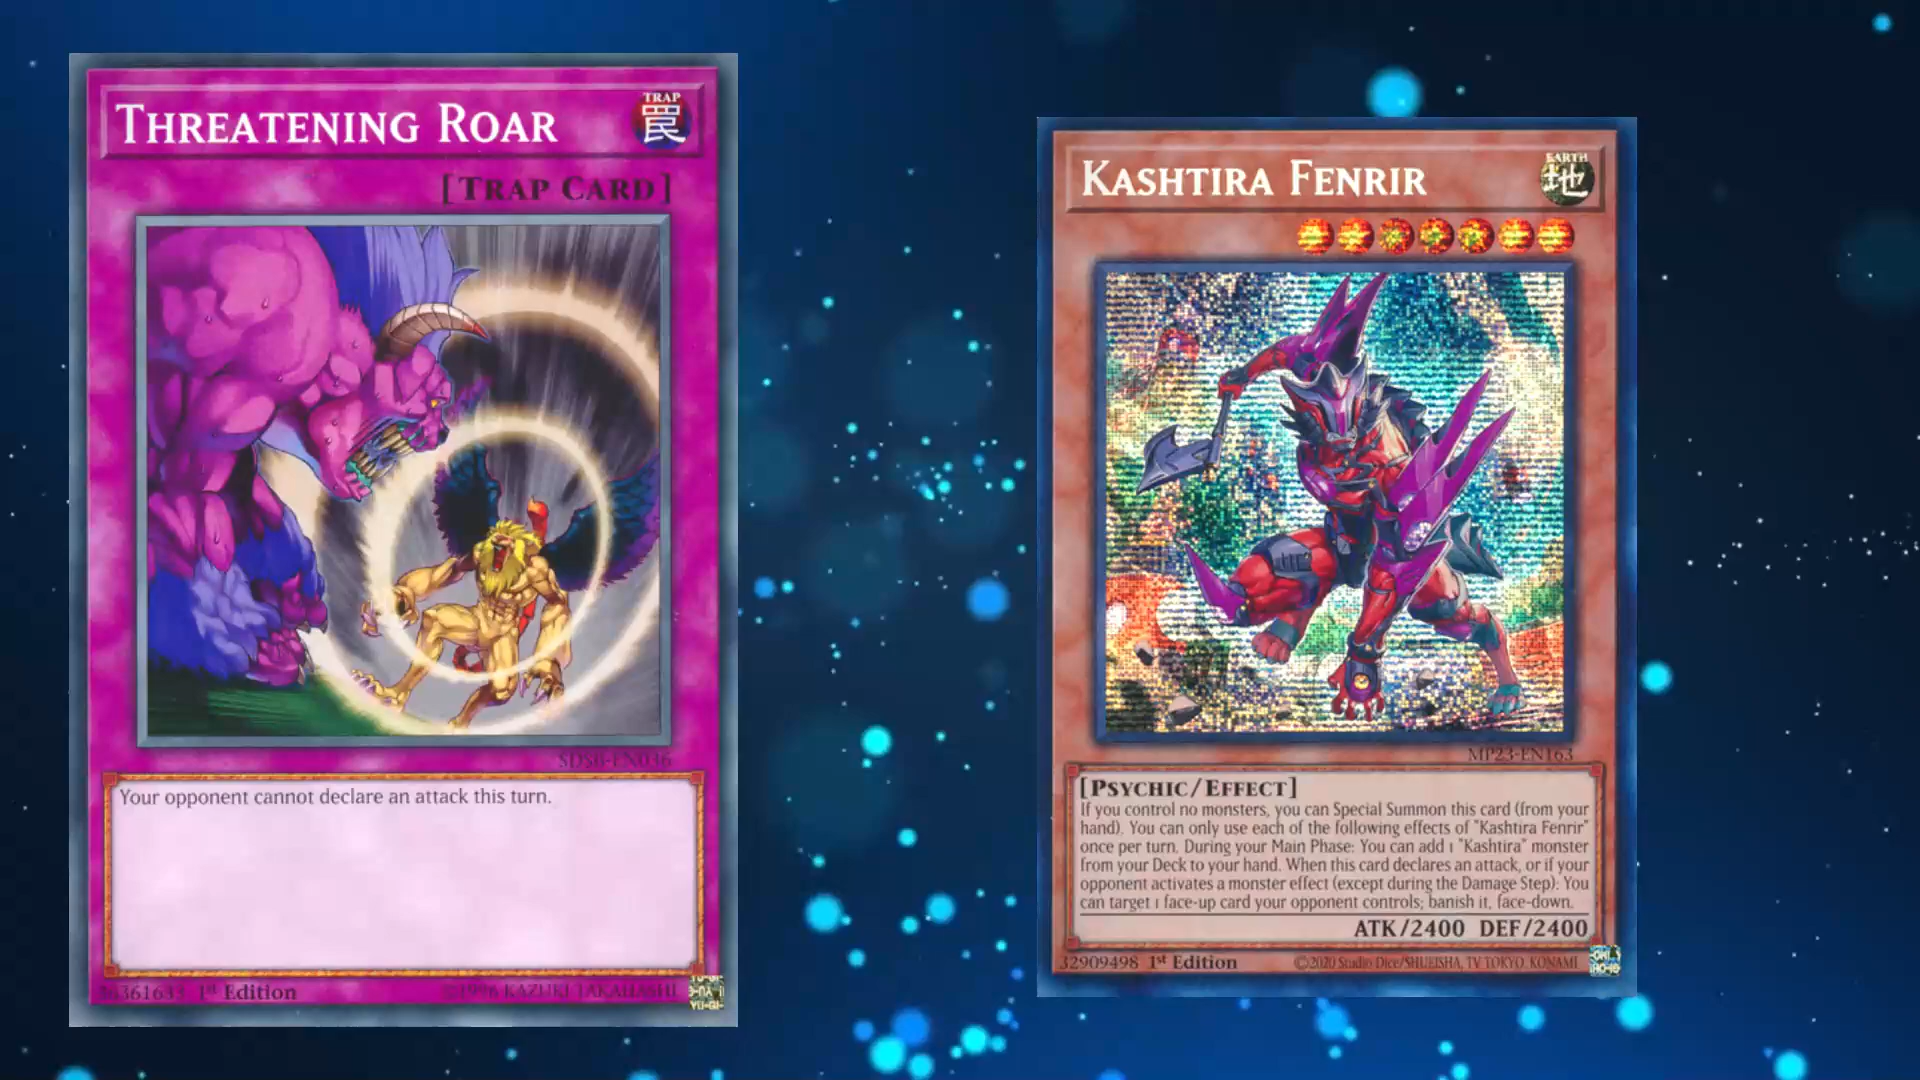 THREATENING ROAR
TRAP
罠
[TRAP CARD]
SDSB-EN036
Your opponent cannot declare an attack this turn.
36361633 1st Edition
©1996 KAZUKI TAKAHASHI
KASHTIRA FENRIR
EARTH
地
MP23-EN163
[PSYCHIC/EFFECT]
If you control no monsters, you can Special Summon this card (from your
hand). You can only use each of the following effects of "Kashtira Fenrir"
once per turn. During your Main Phase: You can add 1 "Kashtira" monster
from your Deck to your hand. When this card declares an attack, or if your
opponent activates a monster effect (except during the Damage Step): You
can target 1 face-up card your opponent controls; banish it, face-down.
ATK/2400 DEF/2400
32909498 1st Edition
©2020 Studio Dice/SHUEISHA, TV TOKYO, KONAMI